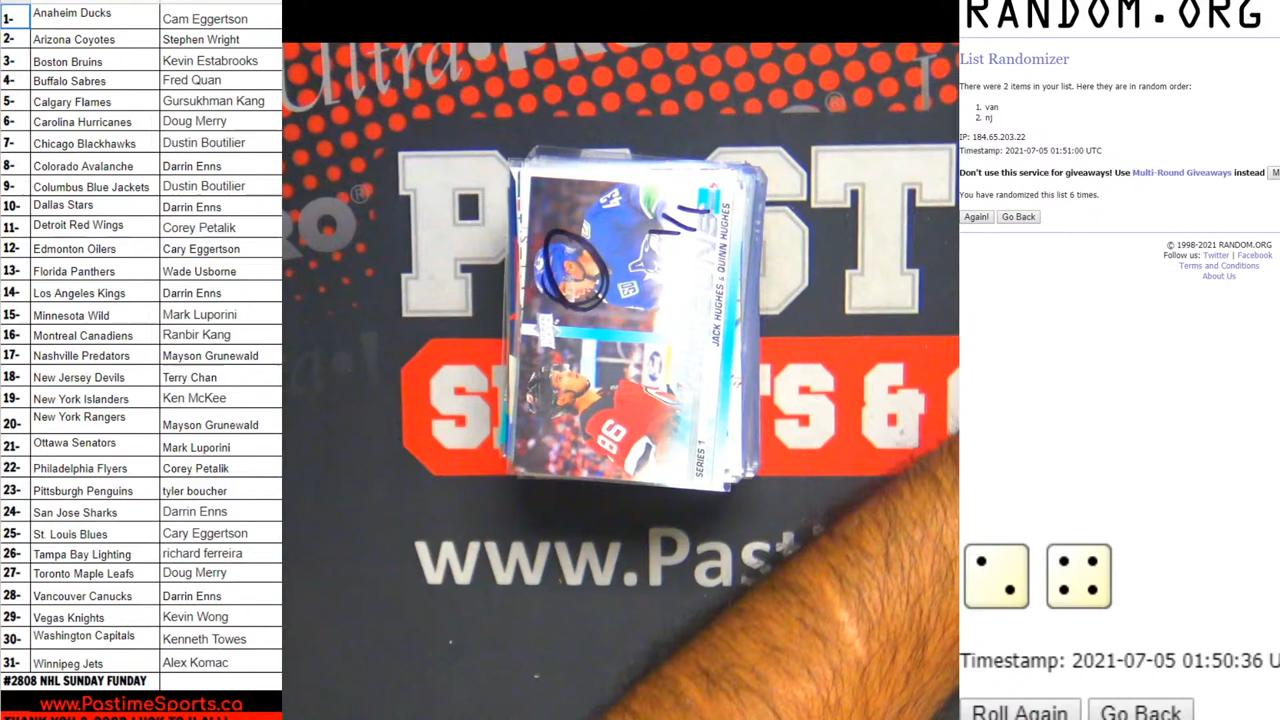 1- Anaheim Ducks Cam Eggertson
2- Arizona Coyotes Stephen Wright
3- Boston Bruins Kevin Estabrooks
4- Buffalo Sabres Fred Quan
5- Calgary Flames Gursukhman Kang
6- Carolina Hurricanes Doug Merry
7- Chicago Blackhawks Dustin Boutilier
8- Colorado Avalanche Darrin Enns
9- Columbus Blue Jackets Dustin Boutilier
10- Dallas Stars Darrin Enns
11- Detroit Red Wings Corey Petalik
12- Edmonton Oilers Cary Eggertson
13- Florida Panthers Wade Usborne
14- Los Angeles Kings Darrin Enns
15- Minnesota Wild Mark Luporini
16- Montreal Canadiens Ranbir Kang
17- Nashville Predators Mayson Grunewald
18- New Jersey Devils Terry Chan
19- New York Islanders Ken McKee
20- New York Rangers Mayson Grunewald
21- Ottawa Senators Mark Luporini
22- Philadelphia Flyers Corey Petalik
23- Pittsburgh Penguins tyler boucher
24- San Jose Sharks Darrin Enns
25- St. Louis Blues Cary Eggertson
26- Tampa Bay Lighting richard ferreira
27- Toronto Maple Leafs Doug Merry
28- Vancouver Canucks Darrin Enns
29- Vegas Knights Kevin Wong
30- Washington Capitals Kenneth Towes
31- Winnipeg Jets Alex Komac
#2808 NHL SUNDAY FUNDAY
www.PastimeSports.ca
THANK YOU & GOOD LUCK TO U ALL!
Ultra
PAST
S TS &
www.Past
1/1
JACK HUGHES & QUINN HUGHES
SERIES 1
43
86
RANDOM.ORG
List Randomizer
There were 2 items in your list. Here they are in random order:
1. van
2. nj
IP: 184.65.203.22
Timestamp: 2021-07-05 01:51:00 UTC
Don't use this service for giveaways! Use Multi-Round Giveaways instead M
You have randomized this list 6 times.
Again! Go Back
© 1998-2021 RANDOM.ORG
Follow us: Twitter | Facebook
Terms and Conditions
About Us
Timestamp: 2021-07-05 01:50:36 U
Roll Again Go Back